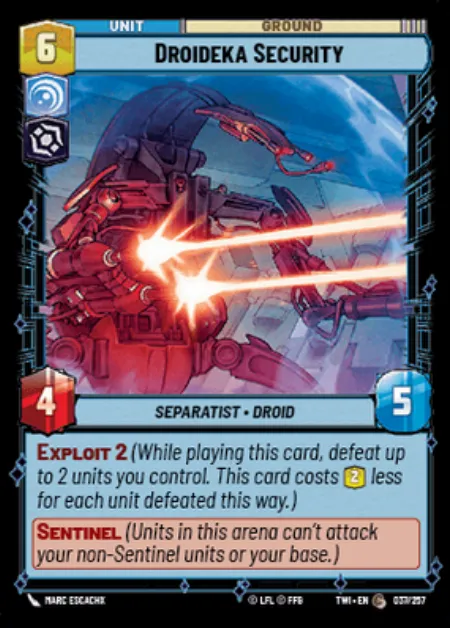 UNIT
GROUND
6
DROIDEKA SECURITY
4
SEPARATIST • DROID
5
EXPLOIT 2 (While playing this card, defeat up
to 2 units you control. This card costs 2 less
for each unit defeated this way.)
SENTINEL (Units in this arena can't attack
your non-Sentinel units or your base.)
MARC ESCACHX © LFL © FFG TWI • EN C 037/257